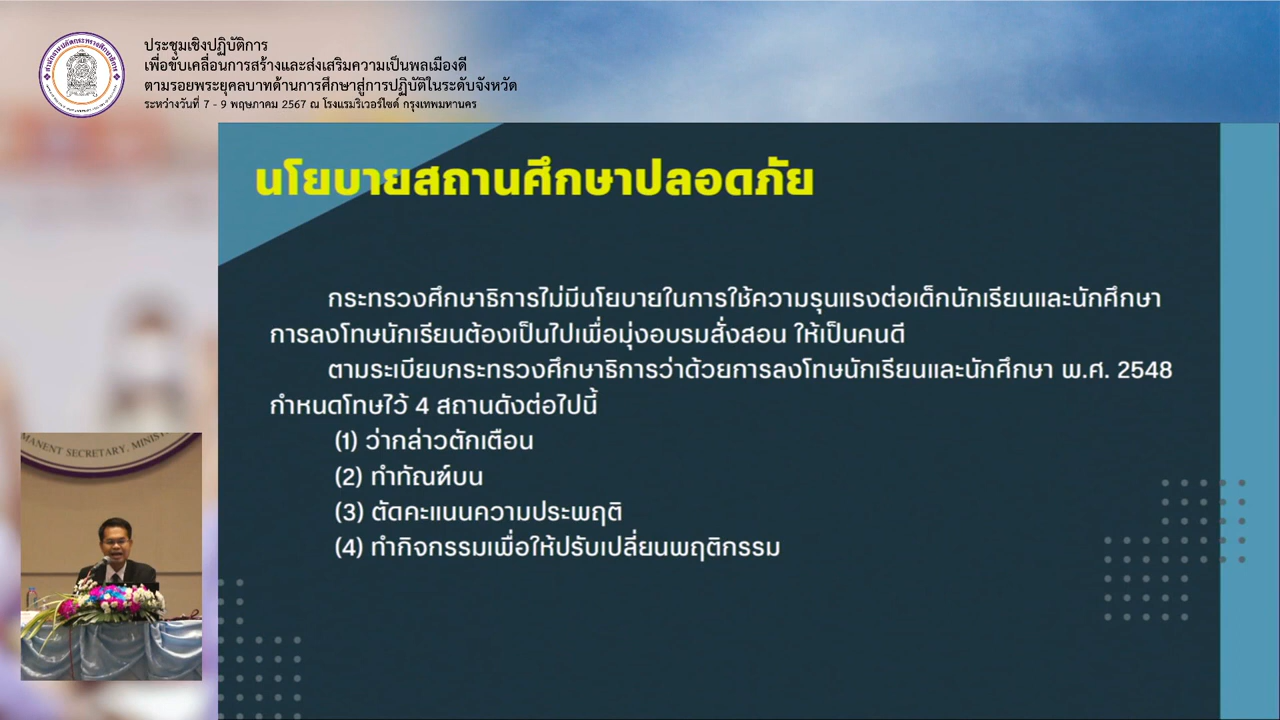 ประชุมเชิงปฏิบัติการ
เพื่อขับเคลื่อนการสร้างและส่งเสริมความเป็นพลเมืองดี
ตามรอยพระยุคลบาทด้านการศึกษาสู่การปฏิบัติในระดับจังหวัด
ระหว่างวันที่ 7 - 9 พฤษภาคม 2567 ณ โรงแรมริเวอร์ไซด์ กรุงเทพมหานคร
นโยบายสถานศึกษาปลอดภัย
กระทรวงศึกษาธิการไม่มีนโยบายในการใช้ความรุนแรงต่อเด็กนักเรียนและนักศึกษา
การลงโทษนักเรียนต้องเป็นไปเพื่อมุ่งอบรมสั่งสอน ให้เป็นคนดี
ตามระเบียบกระทรวงศึกษาธิการว่าด้วยการลงโทษนักเรียนและนักศึกษา พ.ศ. 2548
กำหนดโทษไว้ 4 สถานดังต่อไปนี้
(1) ว่ากล่าวตักเตือน
(2) ทำทัณฑ์บน
(3) ตัดคะแนนความประพฤติ
(4) ทำกิจกรรมเพื่อให้ปรับเปลี่ยนพฤติกรรม
MANENT SECRETARY, MINIS